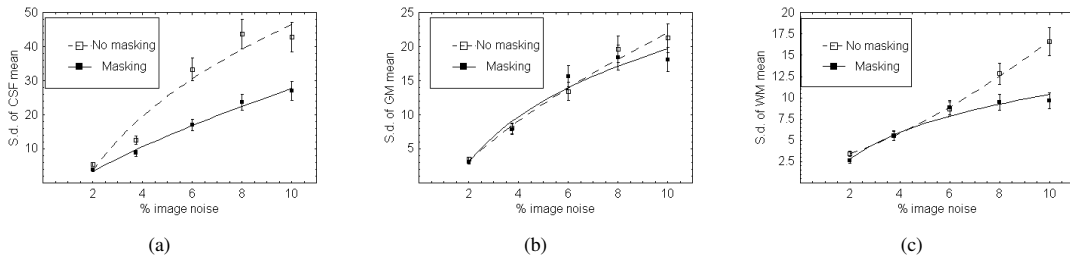 50
40
30
20
10
S.d. of CSF mean
No masking
Masking
2 4 6 8 10
% image noise
(a)
25
20
15
10
5
S.d. of GM mean
No masking
Masking
2 4 6 8 10
% image noise
(b)
20
17.5
15
12.5
10
7.5
5
2.5
S.d. of WM mean
No masking
Masking
2 4 6 8 10
% image noise
(c)